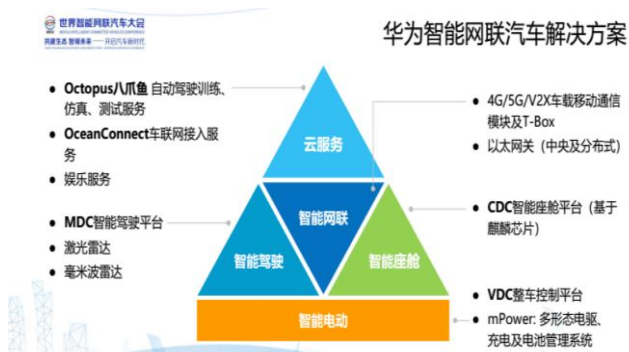 世界智能网联汽车大会
共建生态 智领未来——开启汽车新时代
华为智能网联汽车解决方案
Octopus八爪鱼 自动驾驶训练、
仿真、测试服务
OceanConnect车联网接入服
务
娱乐服务
MDC智能驾驶平台
激光雷达
毫米波雷达
云服务
智能网联
智能驾驶
智能座舱
智能电动
4G/5G/V2X车载移动通信
模块及T-Box
以太网关（中央及分布式）
CDC智能座舱平台（基于
麒麟芯片）
VDC整车控制平台
mPower: 多形态电驱、
充电及电池管理系统